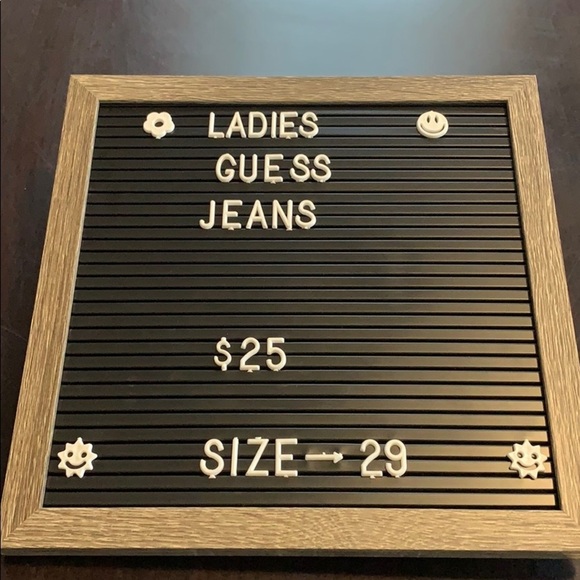 LADIES
GUESS
JEANS
$25
SIZE → 29